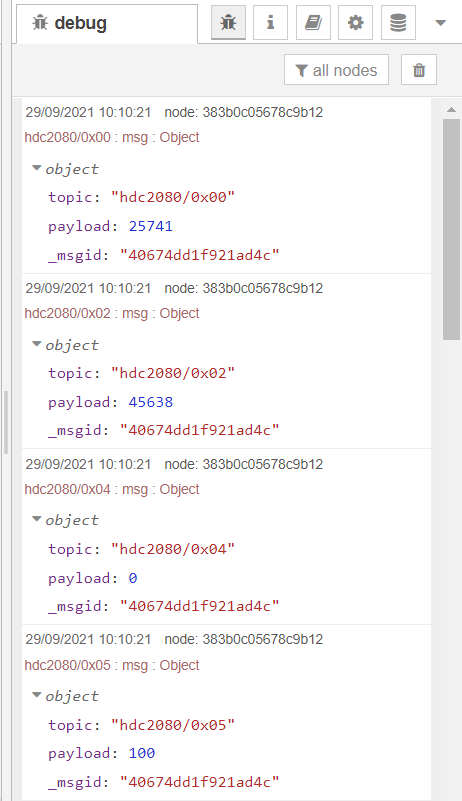 debug
all nodes
29/09/2021 10:10:21 node: 383b0c05678c9b12
hdc2080/0x00 : msg : Object
object
topic: "hdc2080/0x00"
payload: 25741
_msgid: "40674dd1f921ad4c"
29/09/2021 10:10:21 node: 383b0c05678c9b12
hdc2080/0x02 : msg : Object
object
topic: "hdc2080/0x02"
payload: 45638
_msgid: "40674dd1f921ad4c"
29/09/2021 10:10:21 node: 383b0c05678c9b12
hdc2080/0x04 : msg : Object
object
topic: "hdc2080/0x04"
payload: 0
_msgid: "40674dd1f921ad4c"
29/09/2021 10:10:21 node: 383b0c05678c9b12
hdc2080/0x05 : msg : Object
object
topic: "hdc2080/0x05"
payload: 100
_msgid: "40674dd1f921ad4c"